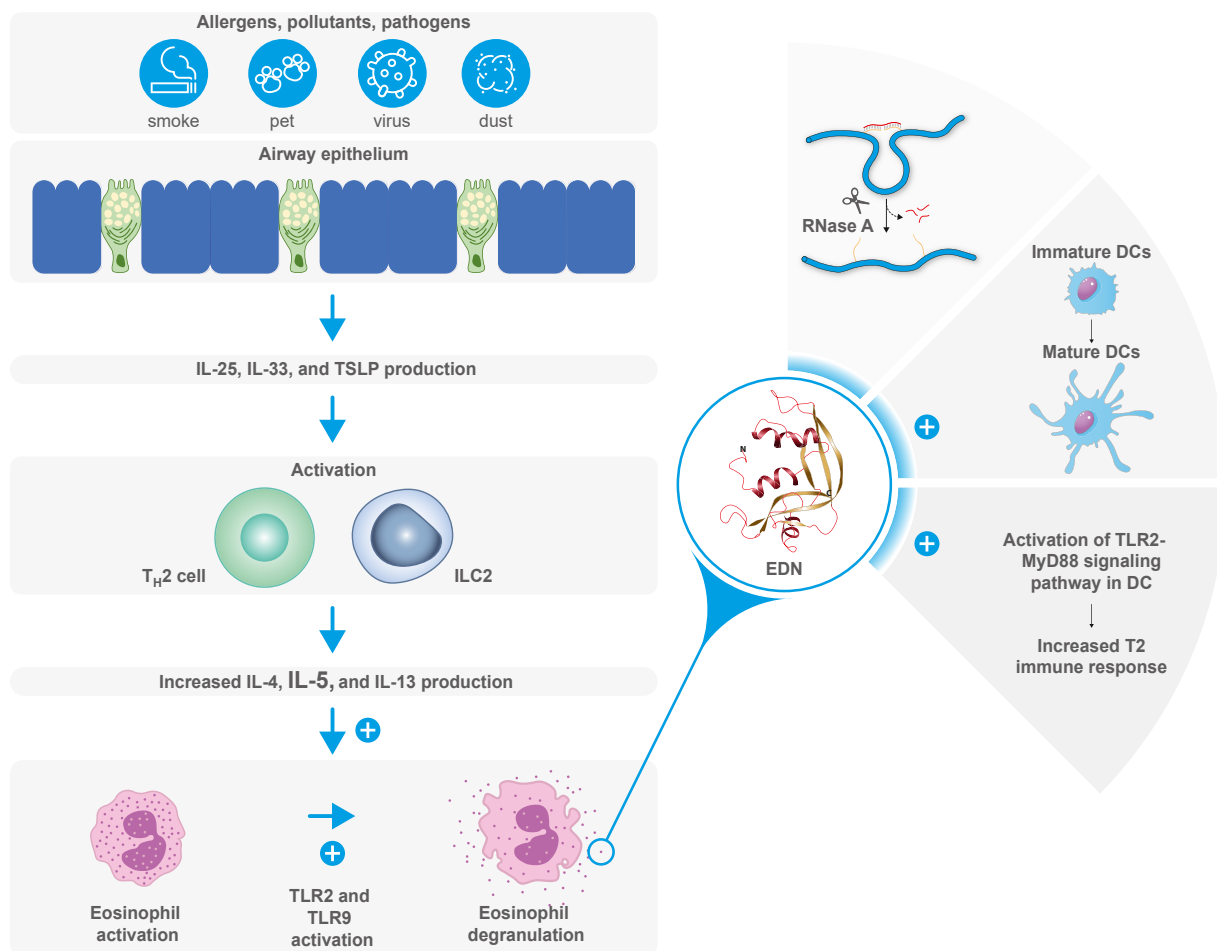 Allergens, pollutants, pathogens
smoke
pet
virus
dust
Airway epithelium
IL-25, IL-33, and TSLP production
Activation
T_H2 cell
ILC2
Increased IL-4, IL-5, and IL-13 production
Eosinophil
activation
TLR2 and
TLR9
activation
Eosinophil
degranulation
RNase A
Immature DCs
Mature DCs
N
C
EDN
Activation of TLR2-
MyD88 signaling
pathway in DC
Increased T2
immune response